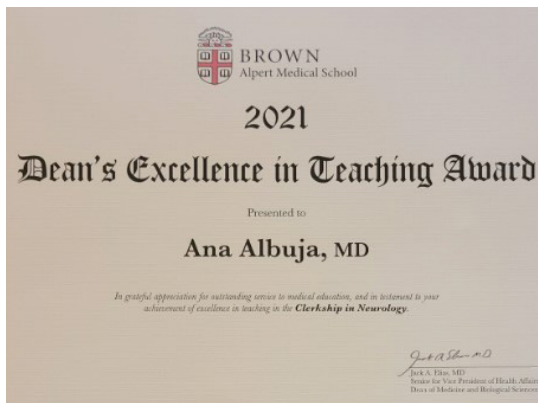 BROWN
Alpert Medical School
2021
Dean's Excellence in Teaching Award
Presented to
Ana Albuja, MD
In grateful appreciation for outstanding service to medical education, and in testament to your
achievement of excellence in teaching in the Clerkship in Neurology.
Jack A. Elias, MD
Senior Vice President of Health Affairs
Dean of Medicine and Biological Sciences